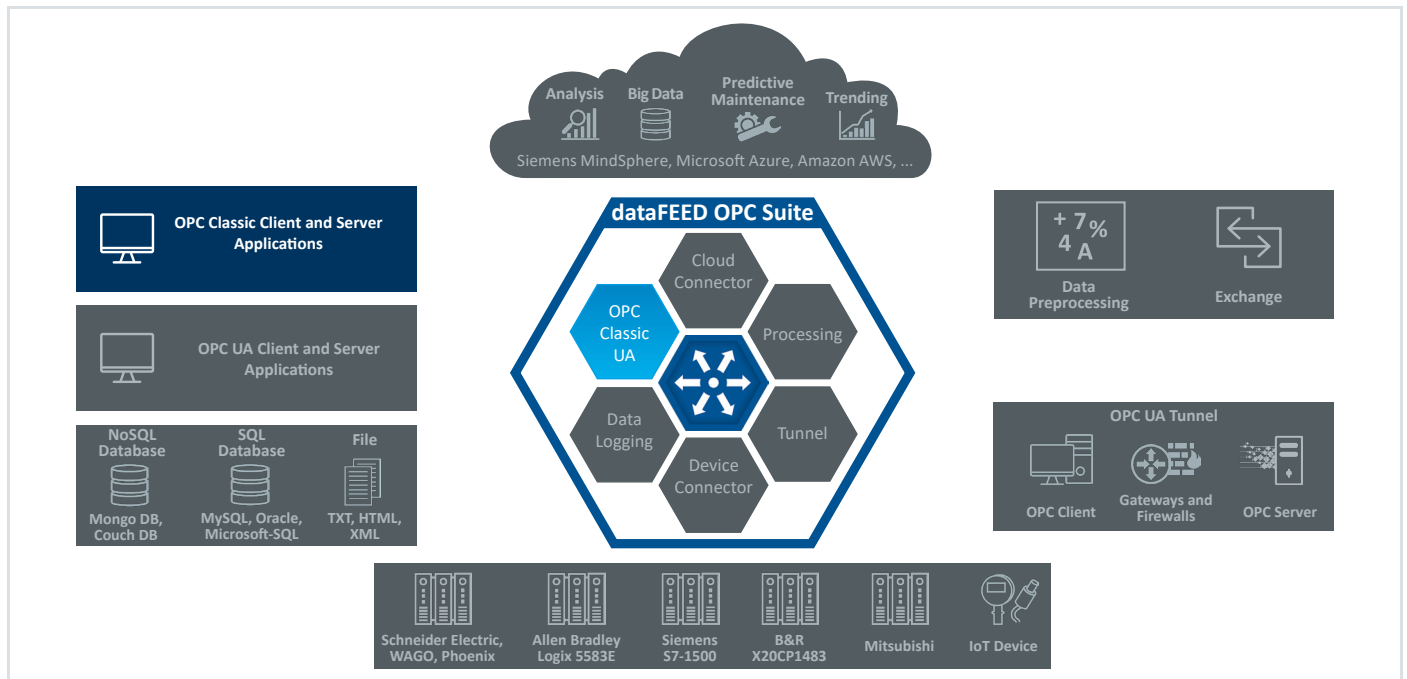 Analysis
Big Data
Predictive
Maintenance
Trending
Siemens MindSphere, Microsoft Azure, Amazon AWS, ...
OPC Classic Client and Server
Applications
OPC UA Client and Server
Applications
NoSQL
Database
Mongo DB,
Couch DB
SQL
Database
MySQL, Oracle,
Microsoft-SQL
File
TXT, HTML,
XML
dataFEED OPC Suite
Cloud
Connector
OPC
Classic
UA
Processing
Data
Logging
Tunnel
Device
Connector
+ 7%
4 A
Data
Preprocessing
Exchange
OPC UA Tunnel
OPC Client
Gateways and
Firewalls
OPC Server
Schneider Electric,
WAGO, Phoenix
Allen Bradley
Logix 5583E
Siemens
S7-1500
B&R
X20CP1483
Mitsubishi
IoT Device